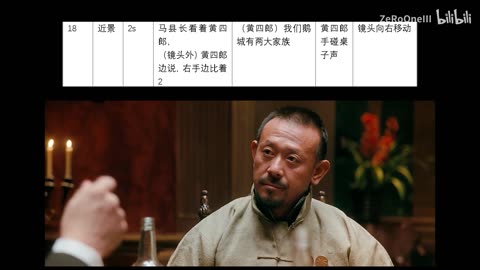 ZeRoOneIII bilibili
18 近景 2s 马县长看着黄四 （黄四郎）我们鹅 黄四郎 镜头向右移动
郎， 城有两大家族 手碰桌
（镜头外）黄四郎 子声
边说，右手边比着
2